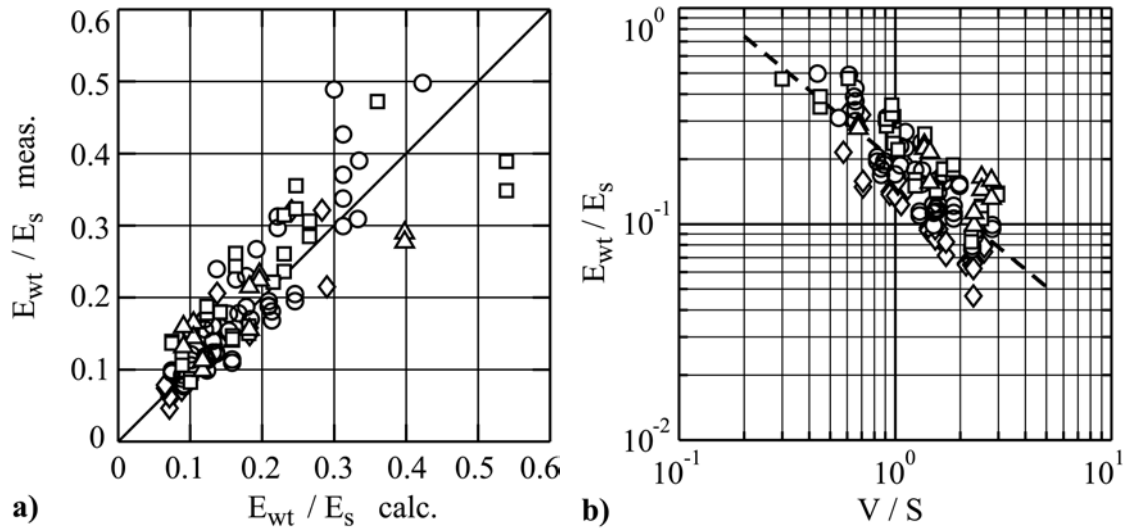 0.6
0.5
0.4
0.3
0.2
0.1
0
E_wt / E_s meas.
0 0.1 0.2 0.3 0.4 0.5 0.6
E_wt / E_s calc.
a)
10^0
10^-1
10^-2
E_wt / E_s
10^-1 10^0 10^1
V / S
b)